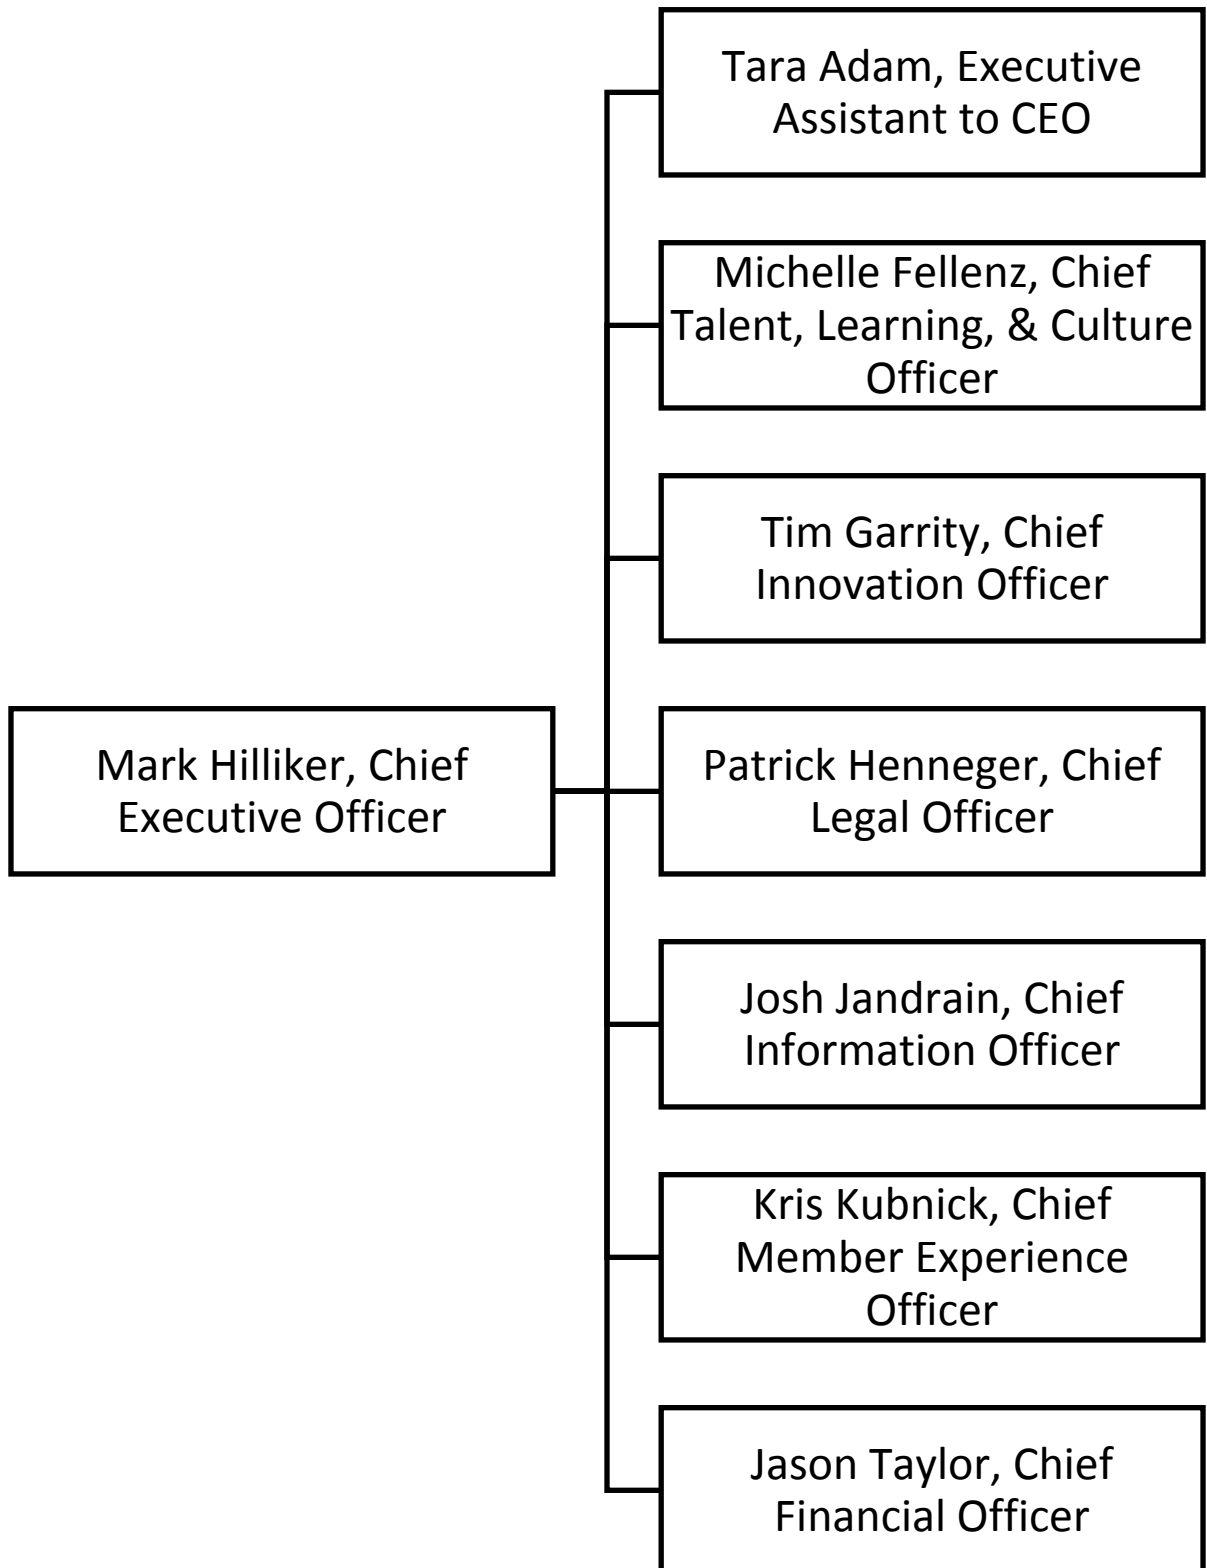 Tara Adam, Executive
Assistant to CEO
Michelle Fellenz, Chief
Talent, Learning, & Culture
Officer
Tim Garrity, Chief
Innovation Officer
Mark Hilliker, Chief
Executive Officer
Patrick Henneger, Chief
Legal Officer
Josh Jandrain, Chief
Information Officer
Kris Kubnick, Chief
Member Experience
Officer
Jason Taylor, Chief
Financial Officer